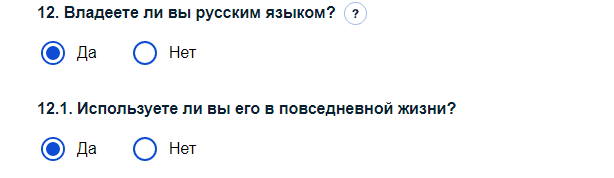 12. Владеете ли вы русским языком? ?
Да Нет
12.1. Используете ли вы его в повседневной жизни?
Да Нет